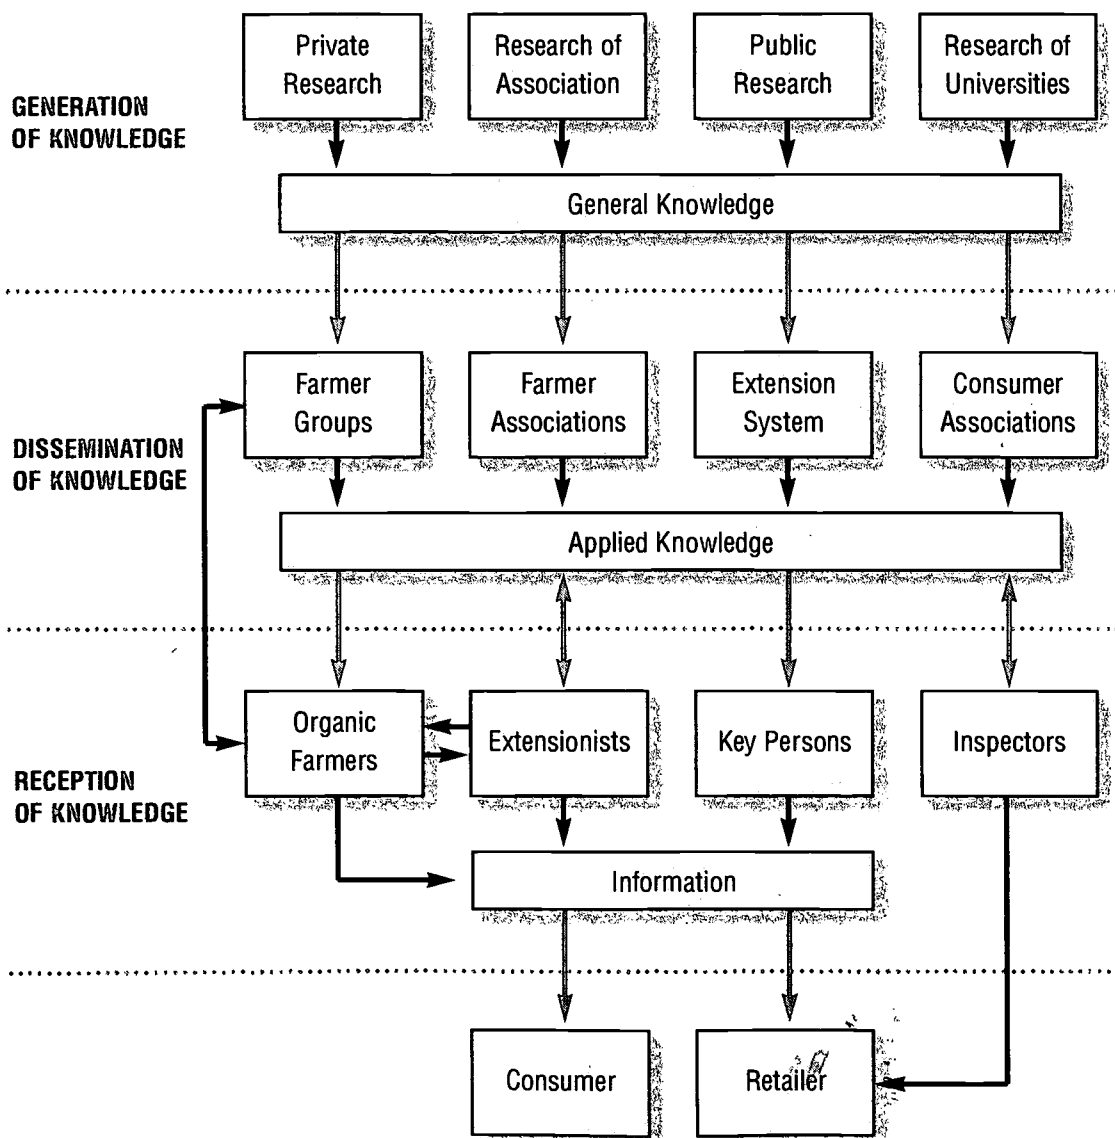 Private
Research
Research of
Association
Public
Research
Research of
Universities
GENERATION
OF KNOWLEDGE
General Knowledge
Farmer
Groups
Farmer
Associations
Extension
System
Consumer
Associations
DISSEMINATION
OF KNOWLEDGE
Applied Knowledge
Organic
Farmers
Extensionists
Key Persons
Inspectors
RECEPTION
OF KNOWLEDGE
Information
Consumer
Retailer